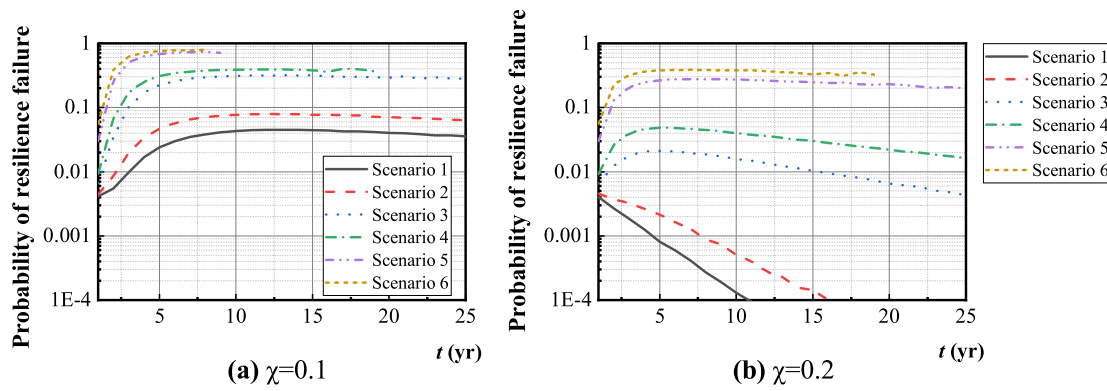 Probability of resilience failure
1
0.1
0.01
0.001
1E-4
Scenario 1
Scenario 2
Scenario 3
Scenario 4
Scenario 5
Scenario 6
5
10
15
20
25
t (yr)
(a) χ=0.1
Probability of resilience failure
1
0.1
0.01
0.001
1E-4
5
10
15
20
25
t (yr)
(b) χ=0.2
Scenario 1
Scenario 2
Scenario 3
Scenario 4
Scenario 5
Scenario 6